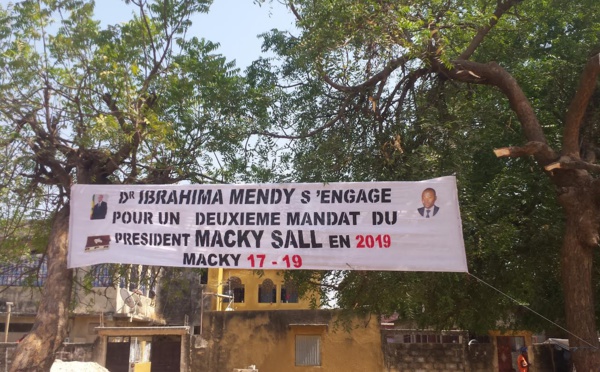 DR IBRAHIMA MENDY S'ENGAGE
POUR UN DEUXIEME MANDAT DU
PRESIDENT MACKY SALL EN 2019
MACKY 17 - 19